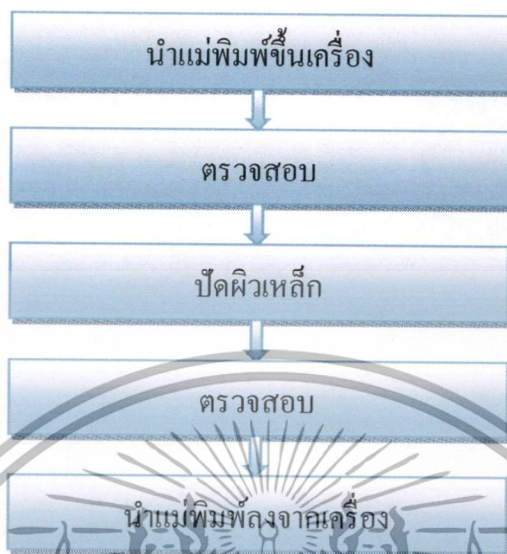 นำแม่พิมพ์ขึ้นเครื่อง
ตรวจสอบ
ปัดผิวเหล็ก
ตรวจสอบ
นำแม่พิมพ์ลงจากเครื่อง